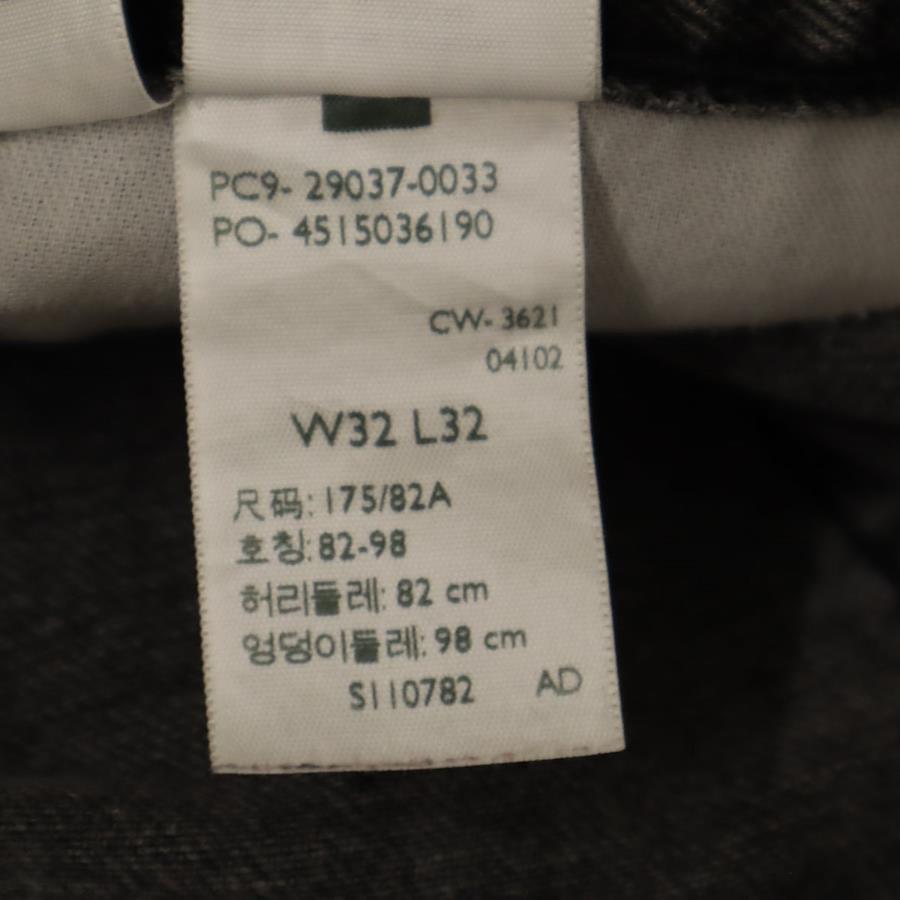 PC9- 29037-0033
PO- 4515036190
CW- 3621
04102
W32 L32
尺码: 175/82A
호칭: 82-98
허리둘레: 82 cm
엉덩이둘레: 98 cm
S110782 AD